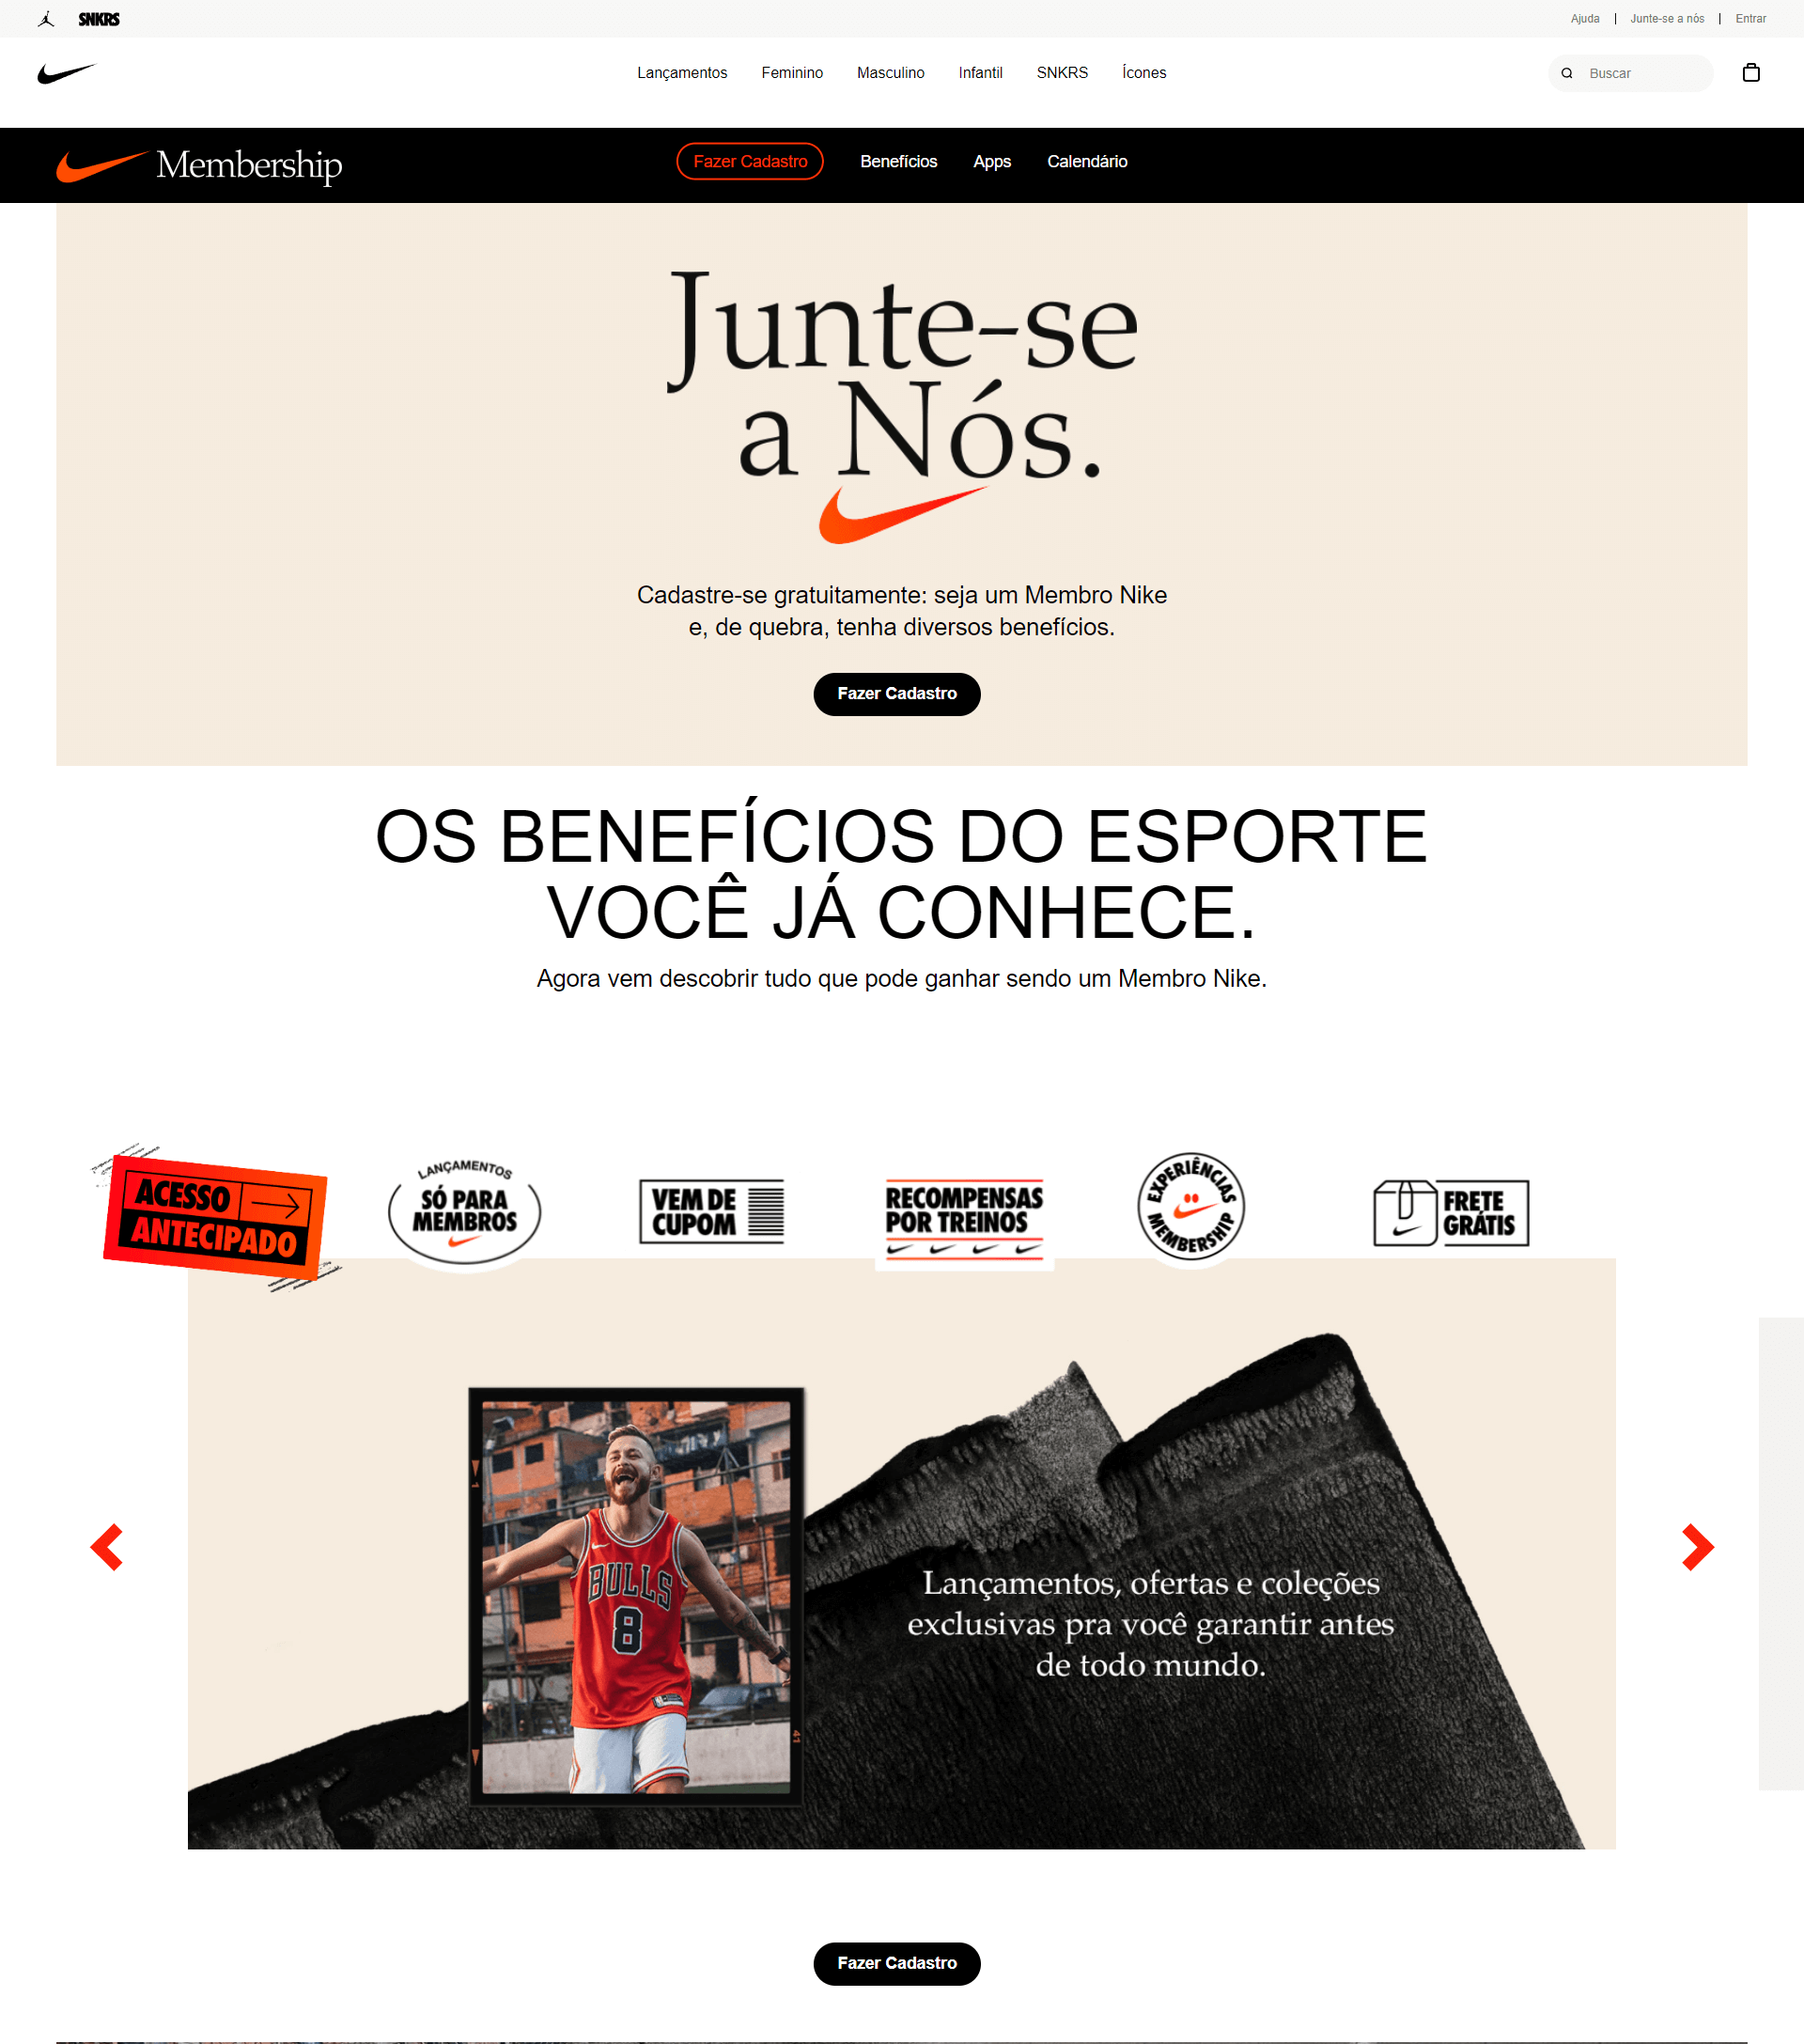 SNKRS
Ajuda | Junte-se a nós | Entrar
Lançamentos Feminino Masculino Infantil SNKRS Ícones
Buscar
Membership
Fazer Cadastro Benefícios Apps Calendário
Junte-se
a Nós.
Cadastre-se gratuitamente: seja um Membro Nike
e, de quebra, tenha diversos benefícios.
Fazer Cadastro
OS BENEFÍCIOS DO ESPORTE
VOCÊ JÁ CONHECE.
Agora vem descobrir tudo que pode ganhar sendo um Membro Nike.
ACESSO
ANTECIPADO
LANÇAMENTOS
SÓ PARA
MEMBROS
VEM DE
CUPOM
RECOMPENSAS
POR TREINOS
EXPERIÊNCIAS
MEMBERSHIP
FRETE
GRÁTIS
BULLS
8
41
Lançamentos, ofertas e coleções
exclusivas pra você garantir antes
de todo mundo.
Fazer Cadastro